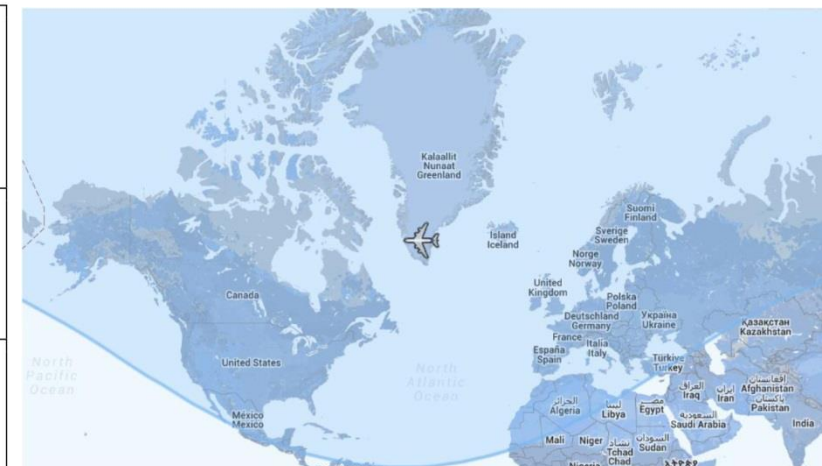 Kalaallit
Nunaat
Greenland
Suomi
Finland
Island
Iceland
Sverige
Sweden
Norge
Norway
United
Kingdom
Canada
Polska
Poland
Deutschland
Germany
Україна
Ukraine
Қазақстан
Kazakhstan
France
Italia
Italy
North
Pacific
Ocean
United States
North
Atlantic
Ocean
España
Spain
Türkiye
Turkey
افغانستان
Afghanistan
العراق
Iraq
ایران
Iran
پاکستان
Pakistan
الجزائر
Algeria
ليبيا
Libya
مصر
Egypt
السعودية
Saudi Arabia
India
México
Mexico
Mali
Niger
تشاد
Tchad
Chad
السودان
Sudan